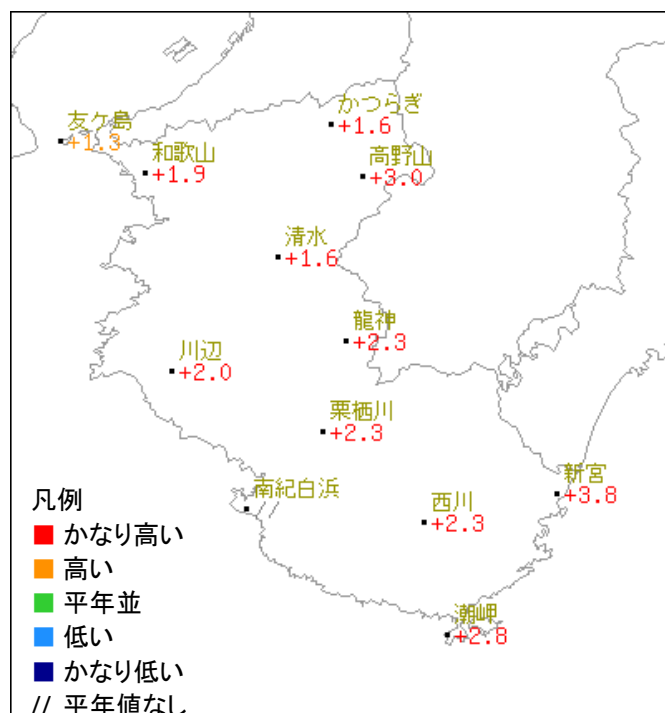 かつらぎ
+1.6
友ケ島
+1.3
和歌山
+1.9
高野山
+3.0
清水
+1.6
龍神
+2.3
川辺
+2.0
栗栖川
+2.3
新宮
+3.8
南紀白浜
//
西川
+2.3
潮岬
+2.8
凡例
かなり高い
高い
平年並
低い
かなり低い
// 平年値なし